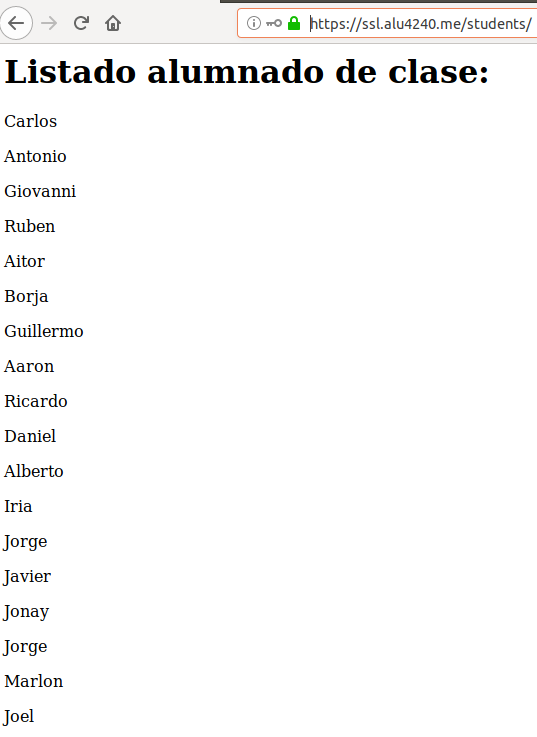 https://ssl.alu4240.me/students/
Listado alumnado de clase:
Carlos
Antonio
Giovanni
Ruben
Aitor
Borja
Guillermo
Aaron
Ricardo
Daniel
Alberto
Iria
Jorge
Javier
Jonay
Jorge
Marlon
Joel